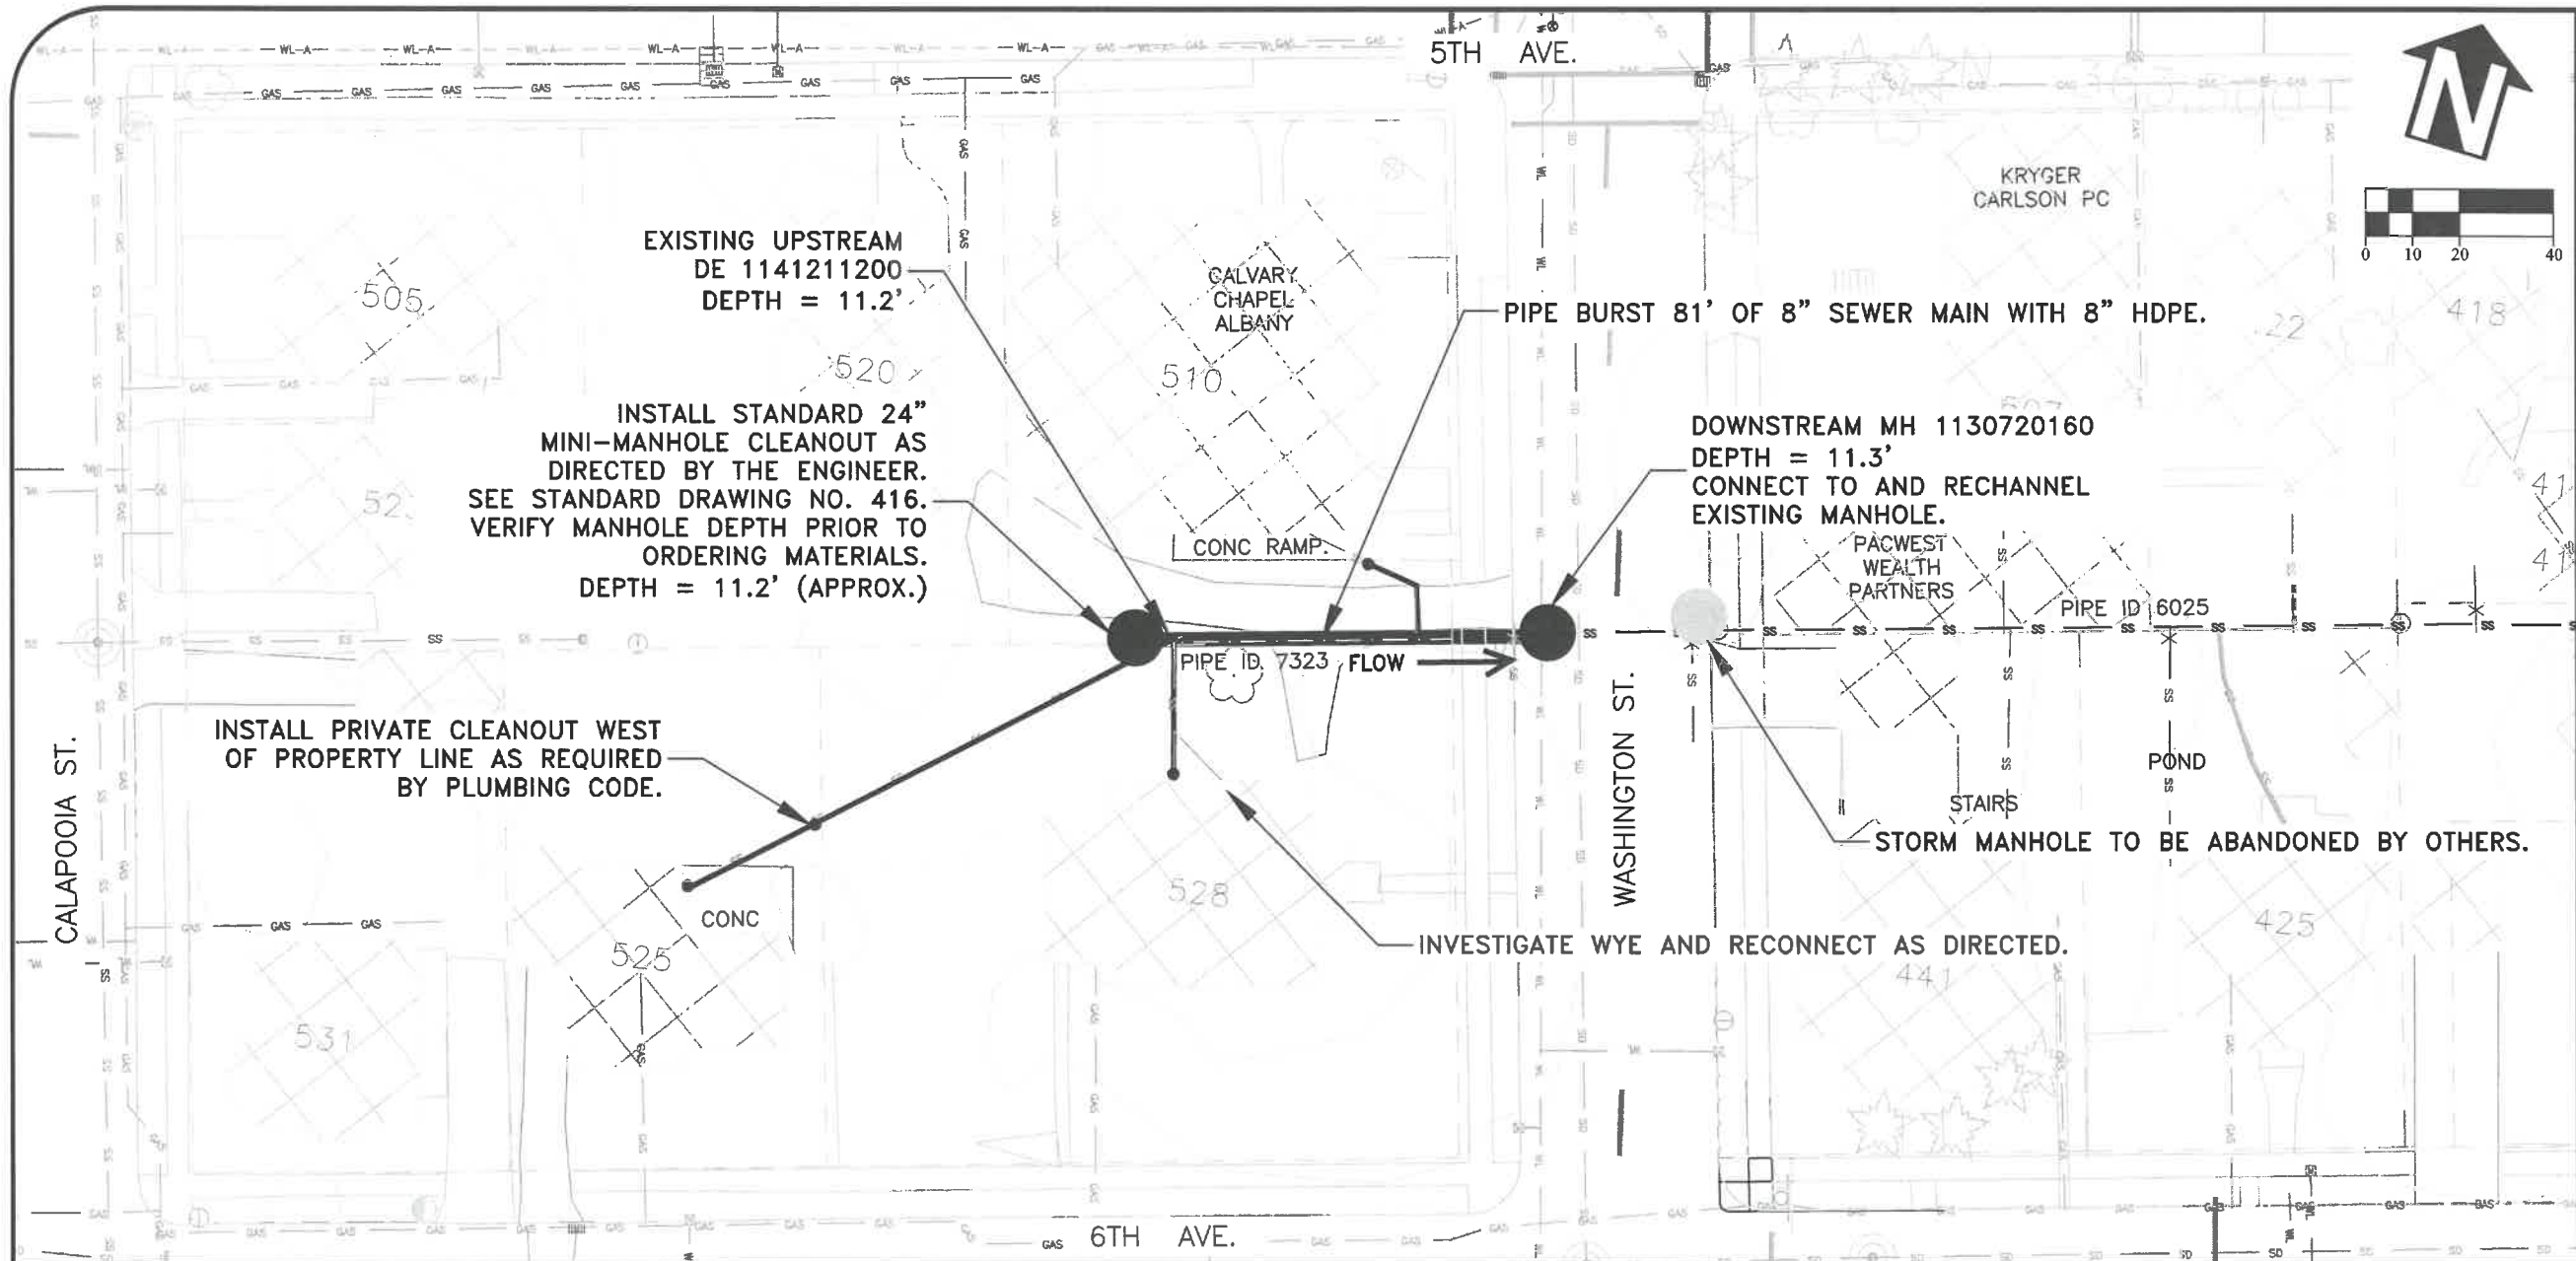 5TH AVE.
N
KRYGER
CARLSON PC
0 10 20 40
EXISTING UPSTREAM
DE 1141211200
DEPTH = 11.2'
CALVARY
CHAPEL
ALBANY
PIPE BURST 81' OF 8" SEWER MAIN WITH 8" HDPE.
505
520
510
418
INSTALL STANDARD 24"
MINI-MANHOLE CLEANOUT AS
DIRECTED BY THE ENGINEER.
SEE STANDARD DRAWING NO. 416.
VERIFY MANHOLE DEPTH PRIOR TO
ORDERING MATERIALS.
DEPTH = 11.2' (APPROX.)
DOWNSTREAM MH 1130720160
DEPTH = 11.3'
CONNECT TO AND RECHANNEL
EXISTING MANHOLE.
CONC RAMP.
PACWEST
WEALTH
PARTNERS
PIPE ID 6025
PIPE ID 7323
FLOW
INSTALL PRIVATE CLEANOUT WEST
OF PROPERTY LINE AS REQUIRED
BY PLUMBING CODE.
CALAPOOIA ST.
WASHINGTON ST.
POND
STAIRS
STORM MANHOLE TO BE ABANDONED BY OTHERS.
528
CONC
425
525
INVESTIGATE WYE AND RECONNECT AS DIRECTED.
441
531
GAS 6TH AVE.